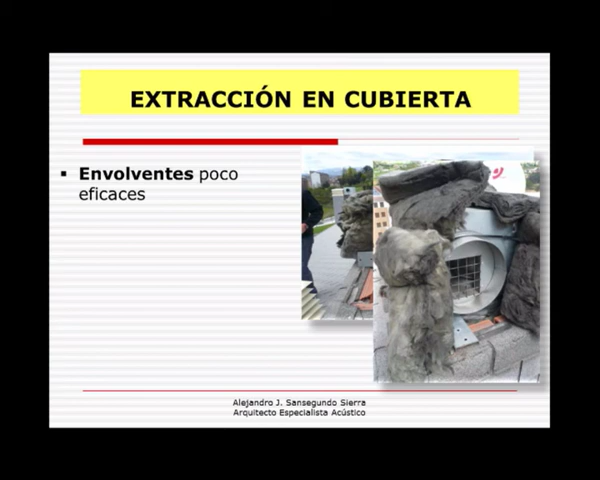 EXTRACCIÓN EN CUBIERTA
▪ Envolventes poco
eficaces
Alejandro J. Sansegundo Sierra
Arquitecto Especialista Acústico